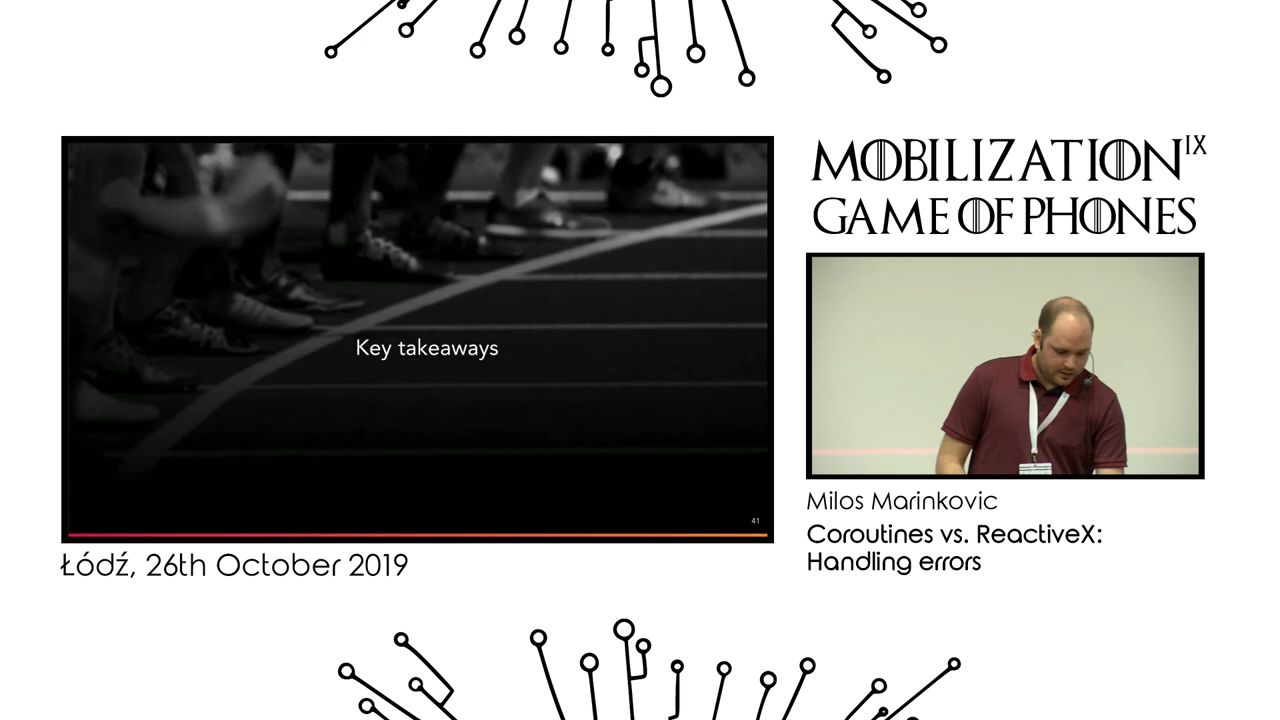 Key takeaways
41
Łódź, 26th October 2019
MOBILIZATION IX
GAME OF PHONES
Milos Marinkovic
Coroutines vs. ReactiveX:
Handling errors